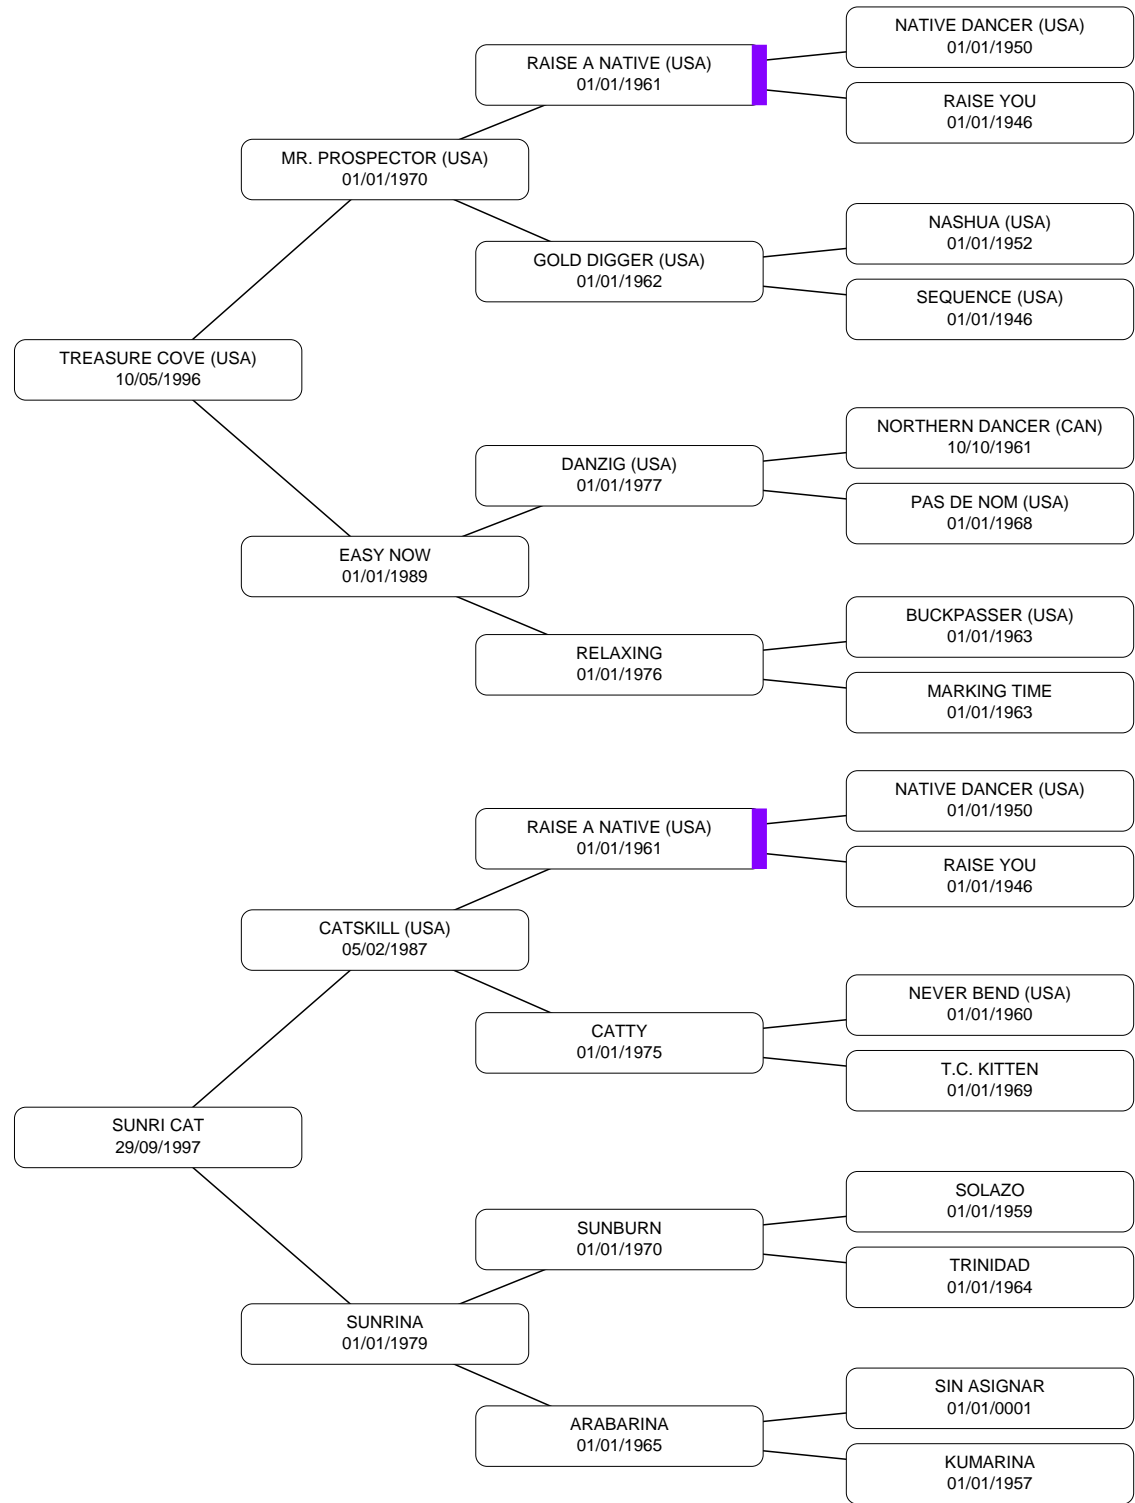 NATIVE DANCER (USA)
01/01/1950
RAISE A NATIVE (USA)
01/01/1961
RAISE YOU
01/01/1946
MR. PROSPECTOR (USA)
01/01/1970
NASHUA (USA)
01/01/1952
GOLD DIGGER (USA)
01/01/1962
SEQUENCE (USA)
01/01/1946
TREASURE COVE (USA)
10/05/1996
NORTHERN DANCER (CAN)
10/10/1961
DANZIG (USA)
01/01/1977
PAS DE NOM (USA)
01/01/1968
EASY NOW
01/01/1989
BUCKPASSER (USA)
01/01/1963
RELAXING
01/01/1976
MARKING TIME
01/01/1963
NATIVE DANCER (USA)
01/01/1950
RAISE A NATIVE (USA)
01/01/1961
RAISE YOU
01/01/1946
CATSKILL (USA)
05/02/1987
NEVER BEND (USA)
01/01/1960
CATTY
01/01/1975
T.C. KITTEN
01/01/1969
SUNRI CAT
29/09/1997
SOLAZO
01/01/1959
SUNBURN
01/01/1970
TRINIDAD
01/01/1964
SUNRINA
01/01/1979
SIN ASIGNAR
01/01/0001
ARABARINA
01/01/1965
KUMARINA
01/01/1957